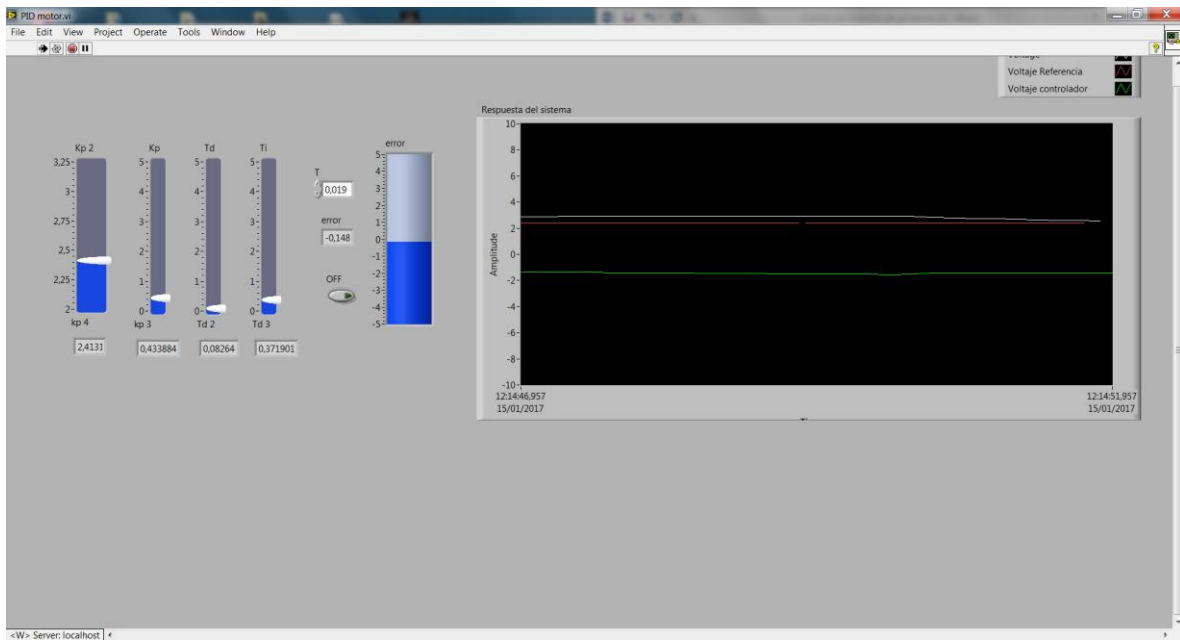 PID motor.vi
File Edit View Project Operate Tools Window Help
Voltage
Voltaje Referencia
Voltaje controlador
Respuesta del sistema
Kp 2
Kp
Td
Ti
error
3,25
3
2,75
2,5
2,25
2
5
4
3
2
1
0
5
4
3
2
1
0
5
4
3
2
1
0
T
0,019
error
-0,148
OFF
5
4
3
2
1
0
-1
-2
-3
-4
-5
kp 4
kp 3
Td 2
Td 3
2,4131
0,433884
0,08264
0,371901
Amplitude
10
8
6
4
2
0
-2
-4
-6
-8
-10
12:14:46,957
15/01/2017
12:14:51,957
15/01/2017
<W> Server: localhost